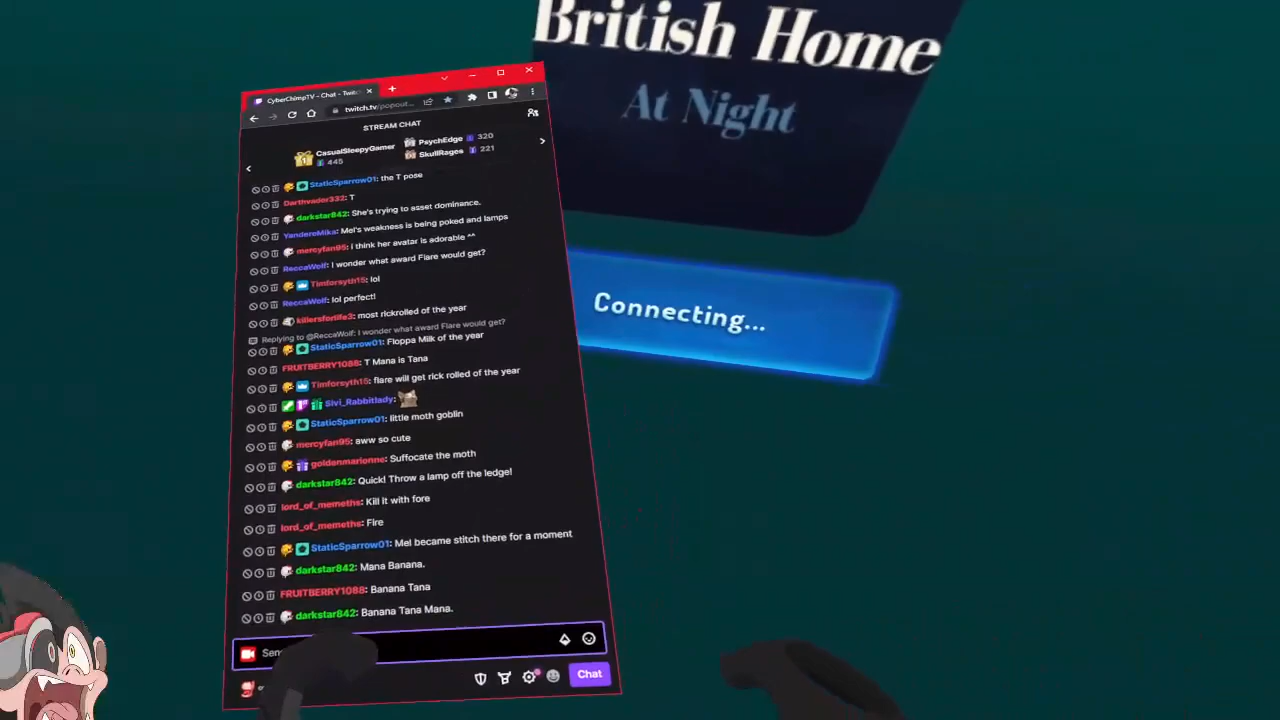 British Home
At Night
CyberChimpTV - Chat - Twitc
twitch.tv/popout...
STREAM CHAT
CasualSleepyGamer
445
PsychEdge 320
SkullRages 221
StaticSparrow01: the T pose
Darthvader332: T
darkstar842: She's trying to asset dominance.
YandereMika: Mel's weakness is being poked and lamps
mercyfan95: i think her avatar is adorable ^^
ReccaWolf: I wonder what award Flare would get?
Timforsyth15: lol
ReccaWolf: lol perfect!
killersforlife3: most rickrolled of the year
Replying to @ReccaWolf: I wonder what award Flare would get?
StaticSparrow01: Floppa Milk of the year
FRUITBERRY1088: T Mana is Tana
Timforsyth15: flare will get rick rolled of the year
Sivi_Rabbitlady:
StaticSparrow01: little moth goblin
mercyfan95: aww so cute
goldenmarionne: Suffocate the moth
darkstar842: Quick! Throw a lamp off the ledge!
lord_of_memeths: Kill it with fore
lord_of_memeths: Fire
StaticSparrow01: Mel became stitch there for a moment
darkstar842: Mana Banana.
FRUITBERRY1088: Banana Tana
darkstar842: Banana Tana Mana.
Chat
Connecting...